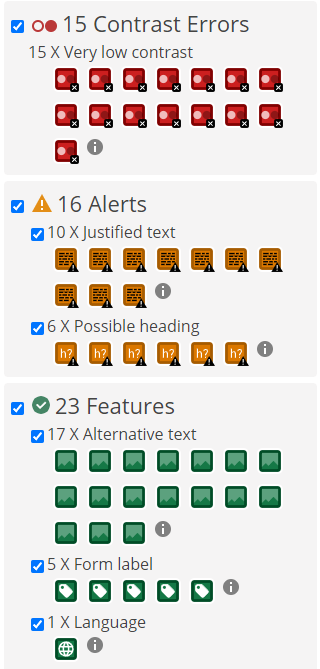 15 Contrast Errors
15 X Very low contrast
16 Alerts
10 X Justified text
6 X Possible heading
h? h? h? h? h? h?
23 Features
17 X Alternative text
5 X Form label
1 X Language